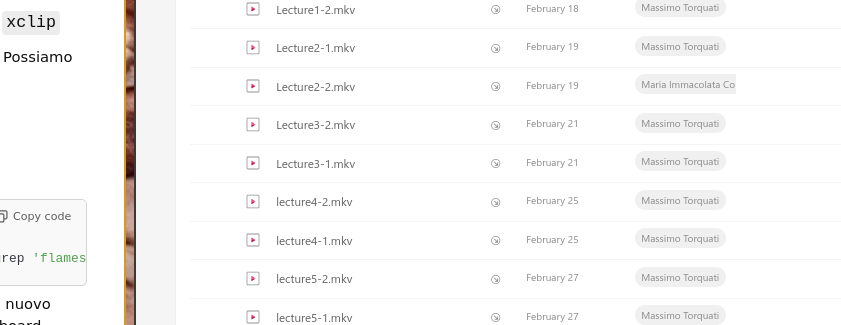 xclip
Possiamo
Copy code
rep 'flames
nuovo
board
Lecture1-2.mkv February 18 Massimo Torquati
Lecture2-1.mkv February 19 Massimo Torquati
Lecture2-2.mkv February 19 Maria Immacolata Co
Lecture3-2.mkv February 21 Massimo Torquati
Lecture3-1.mkv February 21 Massimo Torquati
lecture4-2.mkv February 25 Massimo Torquati
lecture4-1.mkv February 25 Massimo Torquati
lecture5-2.mkv February 27 Massimo Torquati
lecture5-1.mkv February 27 Massimo Torquati